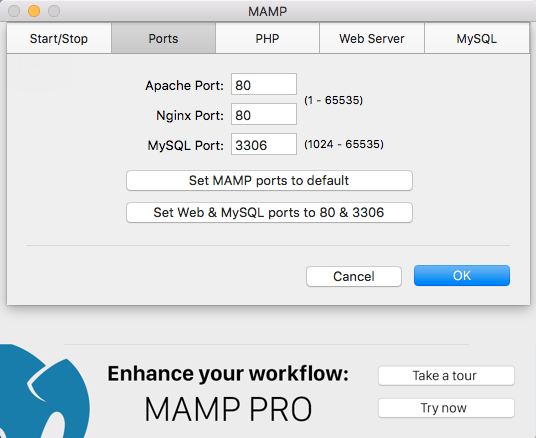 MAMP
Start/Stop Ports PHP Web Server MySQL
Apache Port: 80
(1 - 65535)
Nginx Port: 80
MySQL Port: 3306 (1024 - 65535)
Set MAMP ports to default
Set Web & MySQL ports to 80 & 3306
Cancel OK
Enhance your workflow:
MAMP PRO
Take a tour
Try now